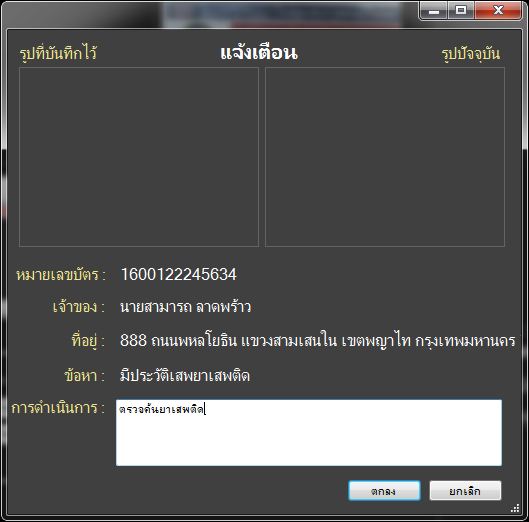 รูปที่บันทึกไว้ แจ้งเตือน รูปปัจจุบัน
หมายเลขบัตร : 1600122245634
เจ้าของ : นายสามารถ ลาดพร้าว
ที่อยู่ : 888 ถนนพหลโยธิน แขวงสามเสนใน เขตพญาไท กรุงเทพมหานคร
ข้อหา : มีประวัติเสพยาเสพติด
การดำเนินการ : ตรวจค้นยาเสพติด
ตกลง ยกเลิก